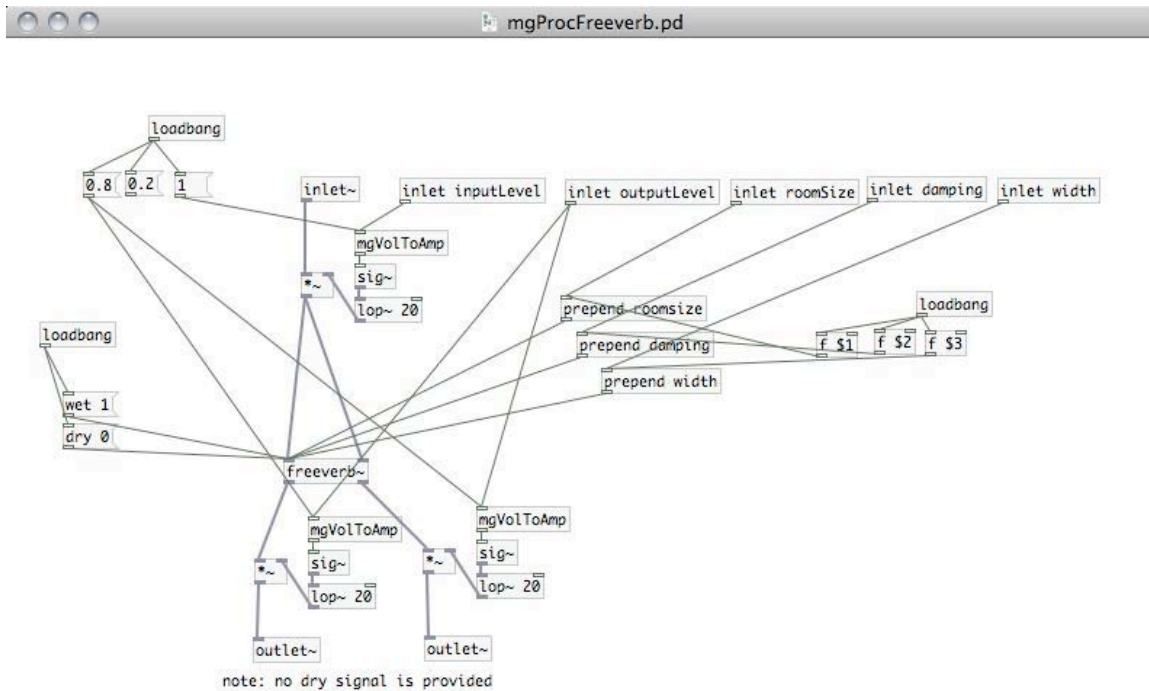 mgProcFreeverb.pd
loadbang
0.8
0.2
1
inlet~
inlet inputLevel
inlet outputLevel
inlet roomSize
inlet damping
inlet width
mgVolToAmp
sig~
*~
lop~ 20
prepend roomsize
loadbang
loadbang
prepend damping
f $1
f $2
f $3
prepend width
wet 1
dry 0
freeverb~
mgVolToAmp
mgVolToAmp
sig~
sig~
*~
*~
lop~ 20
lop~ 20
outlet~
outlet~
note: no dry signal is provided